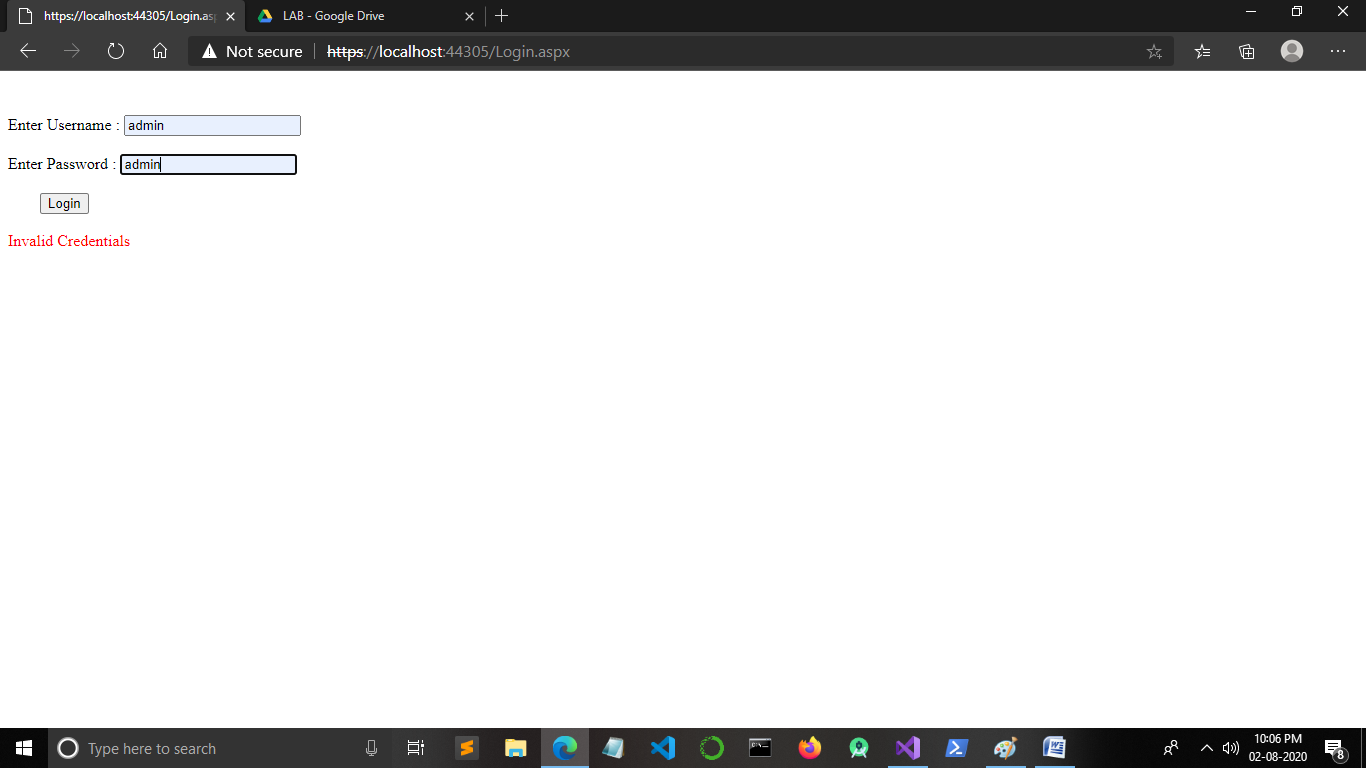 https://localhost:44305/Login.as
LAB - Google Drive
Not secure
https://localhost:44305/Login.aspx
Enter Username : admin
Enter Password : admin
Login
Invalid Credentials
Type here to search
10:06 PM
02-08-2020
8